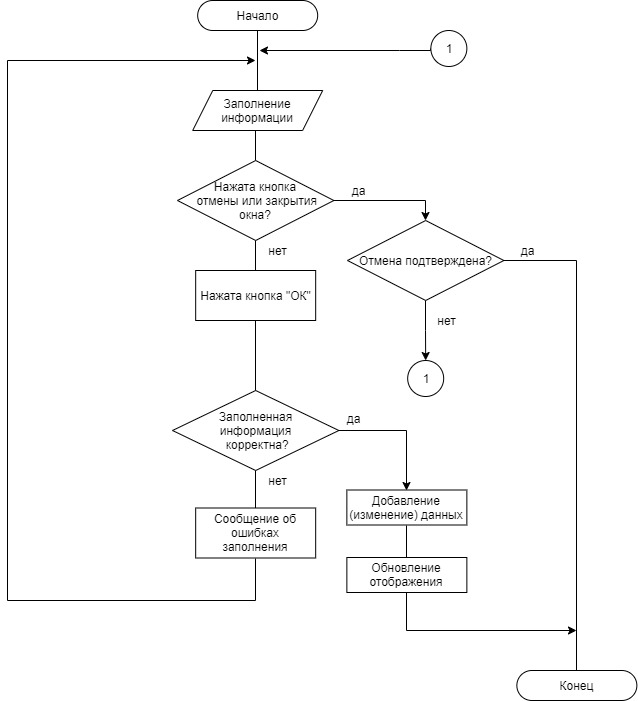 Начало
1
Заполнение
информации
Нажата кнопка
отмены или закрытия
окна?
да
нет
Отмена подтверждена?
да
нет
1
Нажата кнопка "ОК"
Заполненная
информация
корректна?
да
нет
Сообщение об
ошибках
заполнения
Добавление
(изменение) данных
Обновление
отображения
Конец